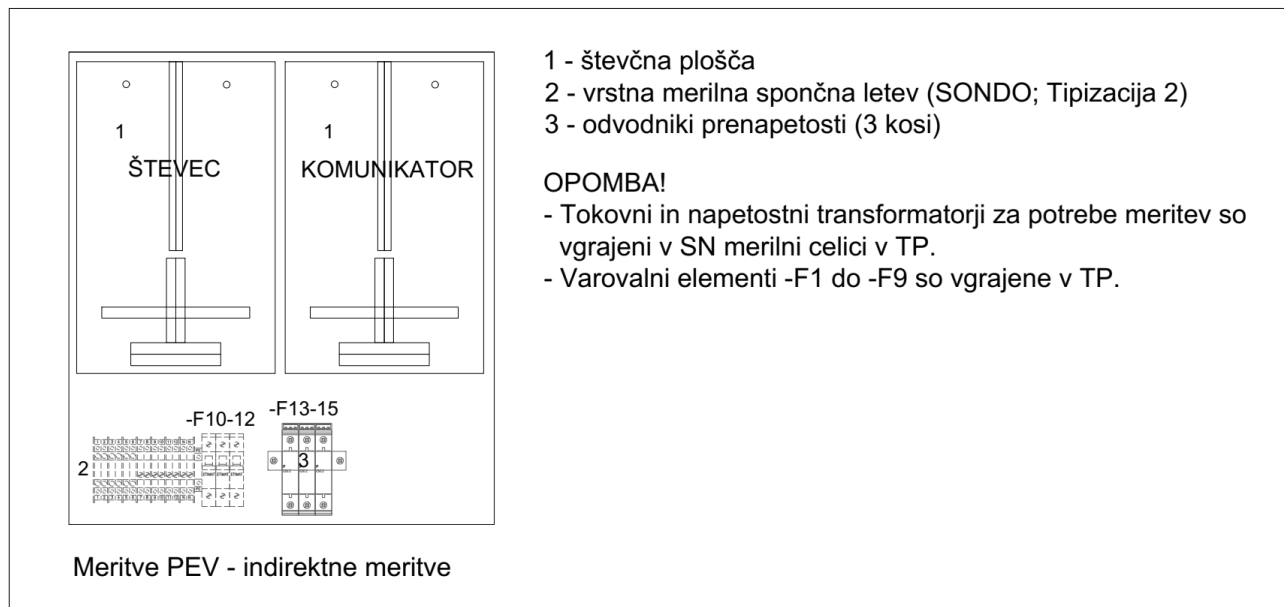 1 - števčna plošča
2 - vrstna merilna spončna letev (SONDO; Tipizacija 2)
3 - odvodniki prenapetosti (3 kosi)
OPOMBA!
- Tokovni in napetostni transformatorji za potrebe meritev so
vgrajeni v SN merilni celici v TP.
- Varovalni elementi -F1 do -F9 so vgrajene v TP.
1
ŠTEVEC
1
KOMUNIKATOR
-F10-12
-F13-15
2
3
Meritve PEV - indirektne meritve